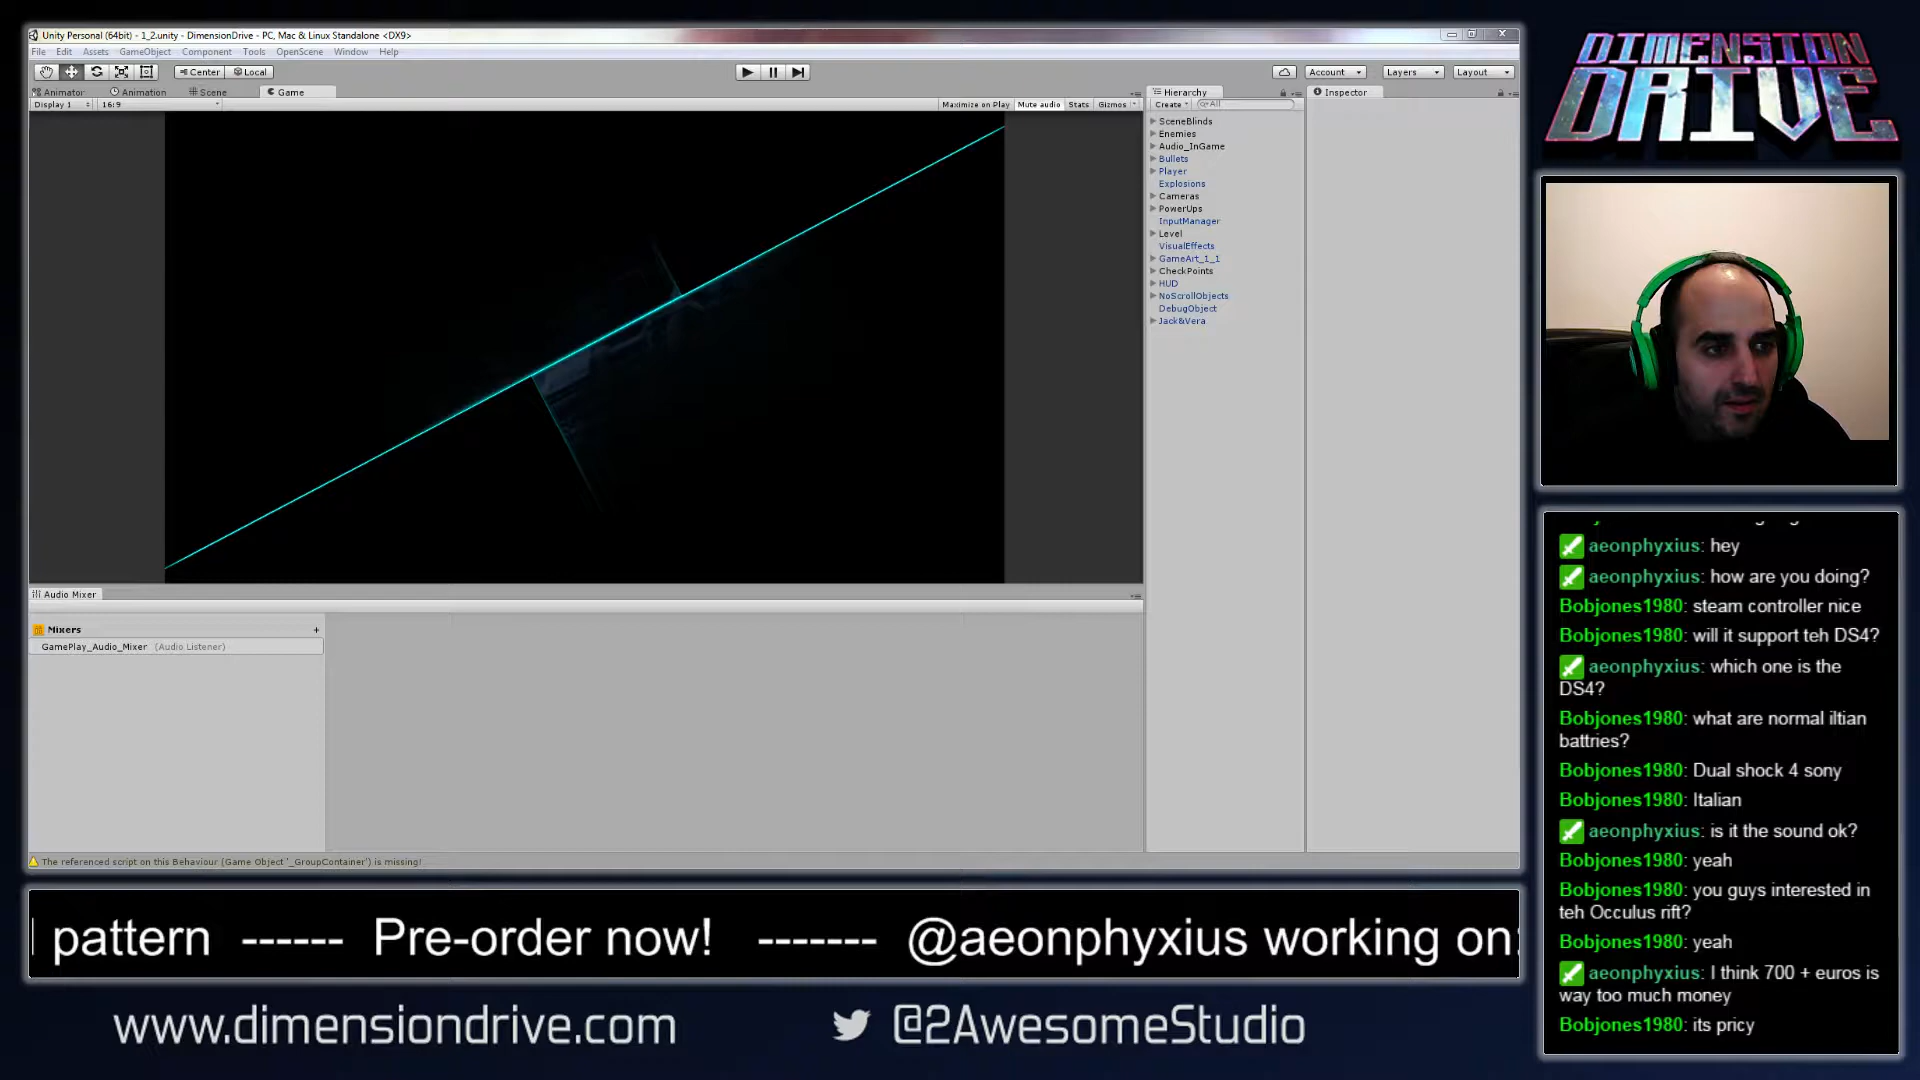 Unity Personal (64bit) - 1_2.unity - DimensionDrive - PC, Mac & Linux Standalone <DX9>
File Edit Assets GameObject Component Tools OpenScene Window Help
Center Local
Account Layers Layout
Animator Animation Scene Game
Display 1 16:9
Maximize on Play Mute audio Stats Gizmos
Hierarchy
Create All
SceneBlinds
Enemies
Audio_InGame
Bullets
Player
Explosions
Cameras
PowerUps
InputManager
Level
VisualEffects
GameArt_1_1
CheckPoints
HUD
NoScrollObjects
DebugObject
Jack&Vera
Inspector
Audio Mixer
Mixers +
GamePlay_Audio_Mixer (Audio Listener)
The referenced script on this Behaviour (Game Object '_GroupContainer') is missing!
DIMENSION
DRIVE
aeonphyxius: hey
aeonphyxius: how are you doing?
Bobjones1980: steam controller nice
Bobjones1980: will it support teh DS4?
aeonphyxius: which one is the
DS4?
Bobjones1980: what are normal iltian
battries?
Bobjones1980: Dual shock 4 sony
Bobjones1980: Italian
aeonphyxius: is it the sound ok?
Bobjones1980: yeah
Bobjones1980: you guys interested in
teh Occulus rift?
Bobjones1980: yeah
aeonphyxius: I think 700 + euros is
way too much money
Bobjones1980: its pricy
pattern ------ Pre-order now! ------- @aeonphyxius working on:
www.dimensiondrive.com @2AwesomeStudio